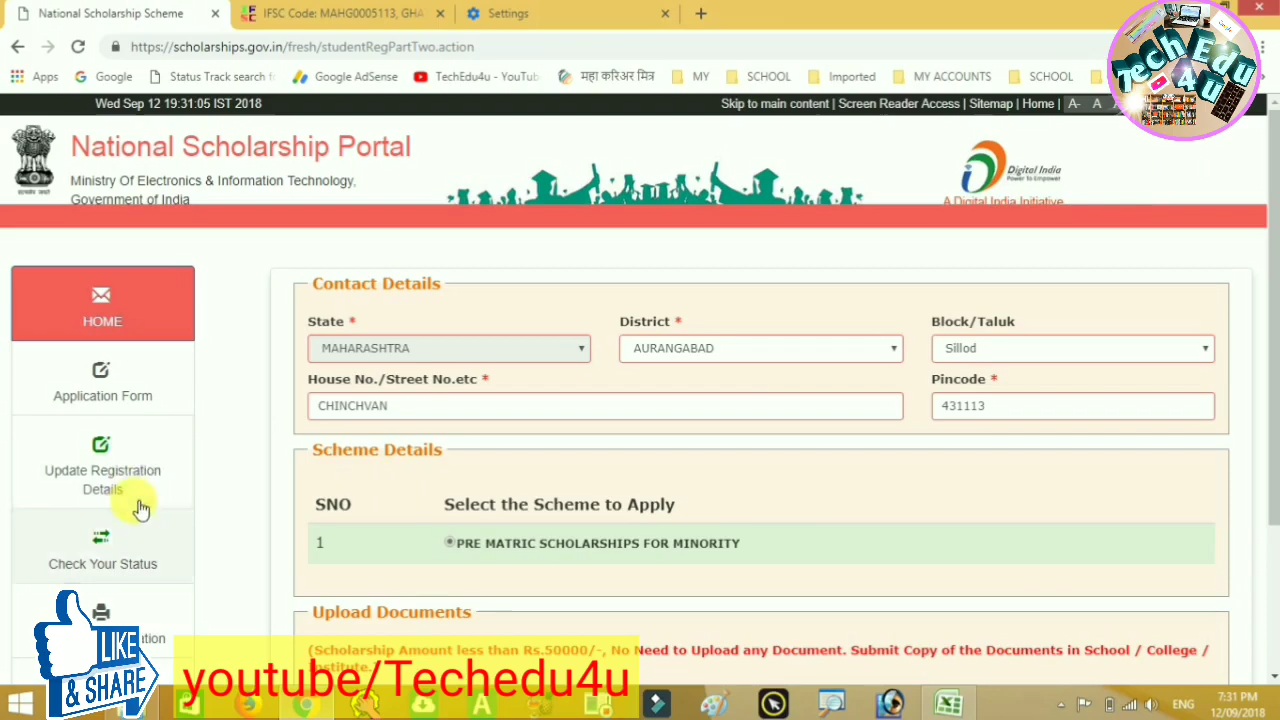 National Scholarship Scheme
IFSC Code: MAHG0005113, GHA
Settings
https://scholarships.gov.in/fresh/studentRegPartTwo.action
Apps
Google
Status Track search f
Google AdSense
TechEdu4u - YouTub
महा करिअर मित्र
MY
SCHOOL
Imported
MY ACCOUNTS
SCHOOL
Tech Edu
4u
Wed Sep 12 19:31:05 IST 2018
Skip to main content | Screen Reader Access | Sitemap | Home | A- A
National Scholarship Portal
Ministry Of Electronics & Information Technology,
Government of India
Digital India
Power To Empower
A Digital India Initiative
HOME
Application Form
Update Registration
Details
Check Your Status
Contact Details
State * District * Block/Taluk
MAHARASHTRA AURANGABAD Sillod
House No./Street No.etc * Pincode *
CHINCHVAN 431113
Scheme Details
SNO Select the Scheme to Apply
1 PRE MATRIC SCHOLARSHIPS FOR MINORITY
Upload Documents
(Scholarship Amount less than Rs.50000/-, No Need to Upload any Document. Submit Copy of the Documents in School / College /
Institute.
LIKE
& SHARE
youtube/Techedu4u
ENG
7:31 PM
12/09/2018